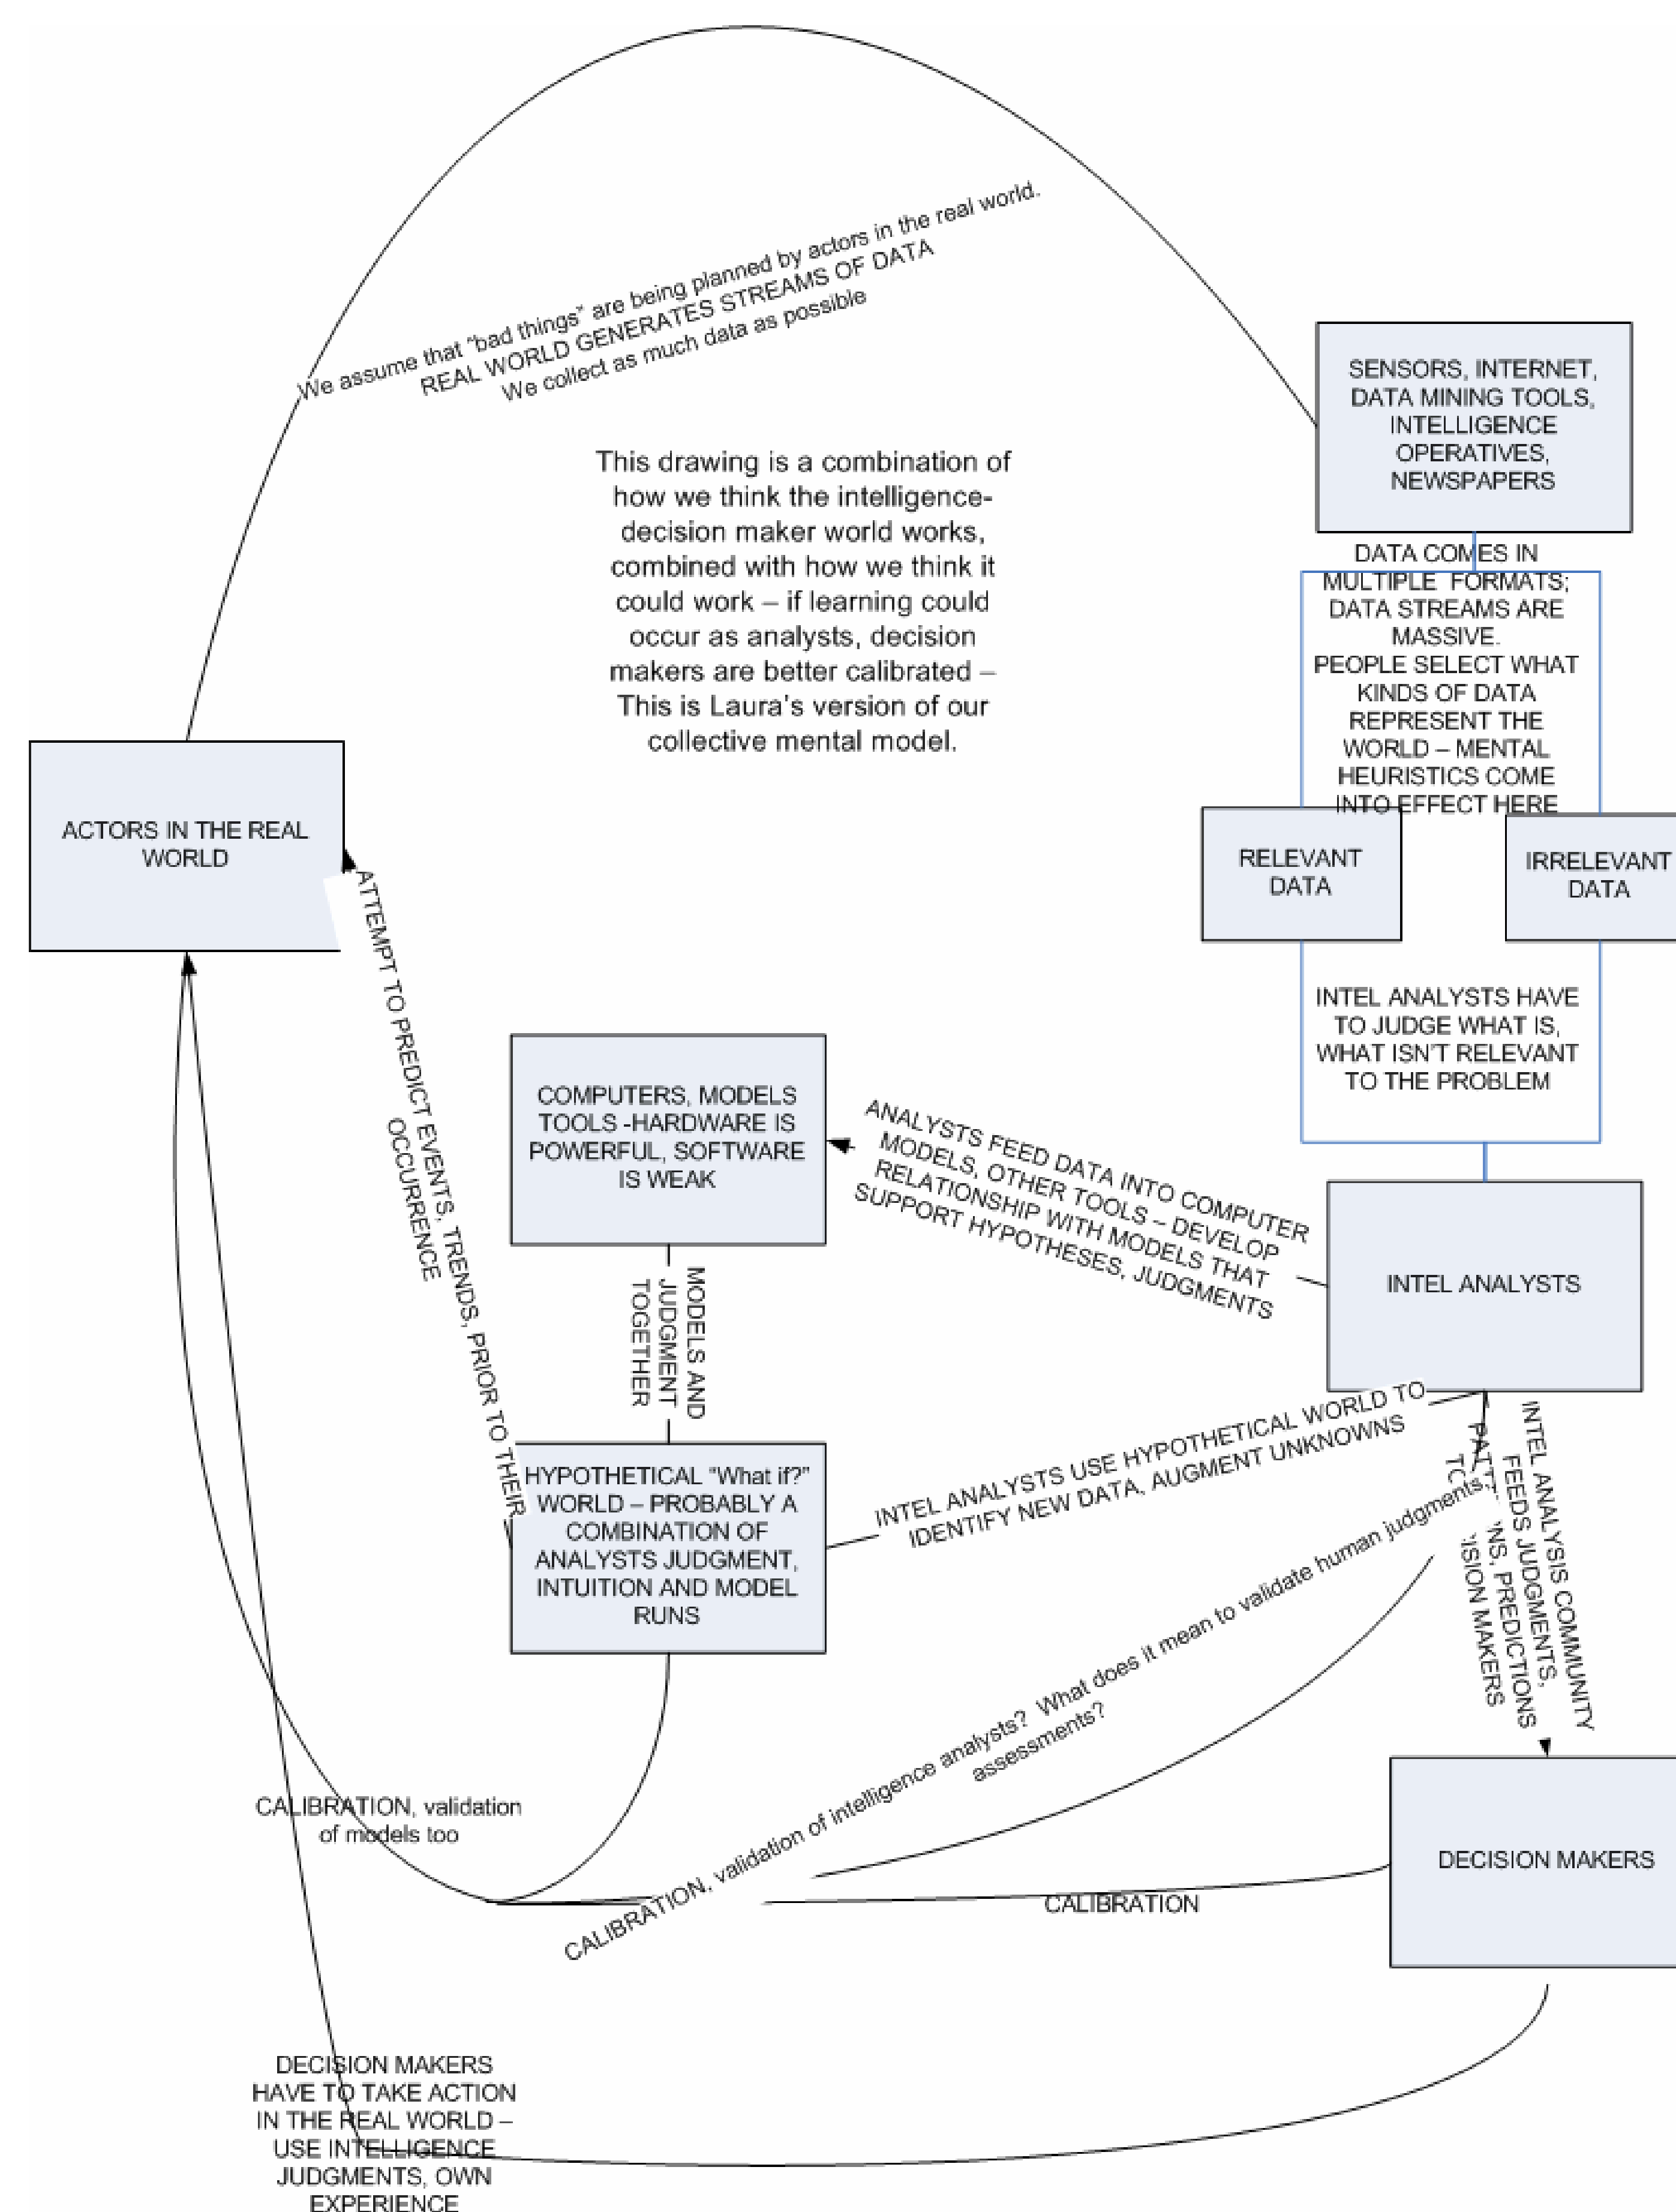 We assume that “bad things” are being planned by actors in the real world.
REAL WORLD GENERATES STREAMS OF DATA
We collect as much data as possible
SENSORS, INTERNET,
DATA MINING TOOLS,
INTELLIGENCE
OPERATIVES,
NEWSPAPERS
This drawing is a combination of
how we think the intelligence-
decision maker world works,
combined with how we think it
could work – if learning could
occur as analysts, decision
makers are better calibrated –
This is Laura’s version of our
collective mental model.
DATA COMES IN
MULTIPLE FORMATS;
DATA STREAMS ARE
MASSIVE.
PEOPLE SELECT WHAT
KINDS OF DATA
REPRESENT THE
WORLD – MENTAL
HEURISTICS COME
INTO EFFECT HERE
ACTORS IN THE REAL
WORLD
RELEVANT
DATA
IRRELEVANT
DATA
ATTEMPT TO PREDICT EVENTS, TRENDS, PRIOR TO THEIR
OCCURRENCE
INTEL ANALYSTS HAVE
TO JUDGE WHAT IS,
WHAT ISN’T RELEVANT
TO THE PROBLEM
COMPUTERS, MODELS
TOOLS -HARDWARE IS
POWERFUL, SOFTWARE
IS WEAK
ANALYSTS FEED DATA INTO COMPUTER
MODELS, OTHER TOOLS – DEVELOP
RELATIONSHIP WITH MODELS THAT
SUPPORT HYPOTHESES, JUDGMENTS
INTEL ANALYSTS
MODELS AND
JUDGMENT
TOGETHER
INTEL ANALYSTS USE HYPOTHETICAL WORLD TO
IDENTIFY NEW DATA, AUGMENT UNKNOWNS
HYPOTHETICAL “What if?”
WORLD – PROBABLY A
COMBINATION OF
ANALYSTS JUDGMENT,
INTUITION AND MODEL
RUNS
INTEL ANALYSIS COMMUNITY
FEEDS JUDGMENTS,
PREDICTIONS
MAKERS
CALIBRATION, validation of intelligence analysts? What does it mean to validate human judgments,
assessments?
CALIBRATION, validation
of models too
DECISION MAKERS
CALIBRATION
DECISION MAKERS
HAVE TO TAKE ACTION
IN THE REAL WORLD –
USE INTELLIGENCE
JUDGMENTS, OWN
EXPERIENCE